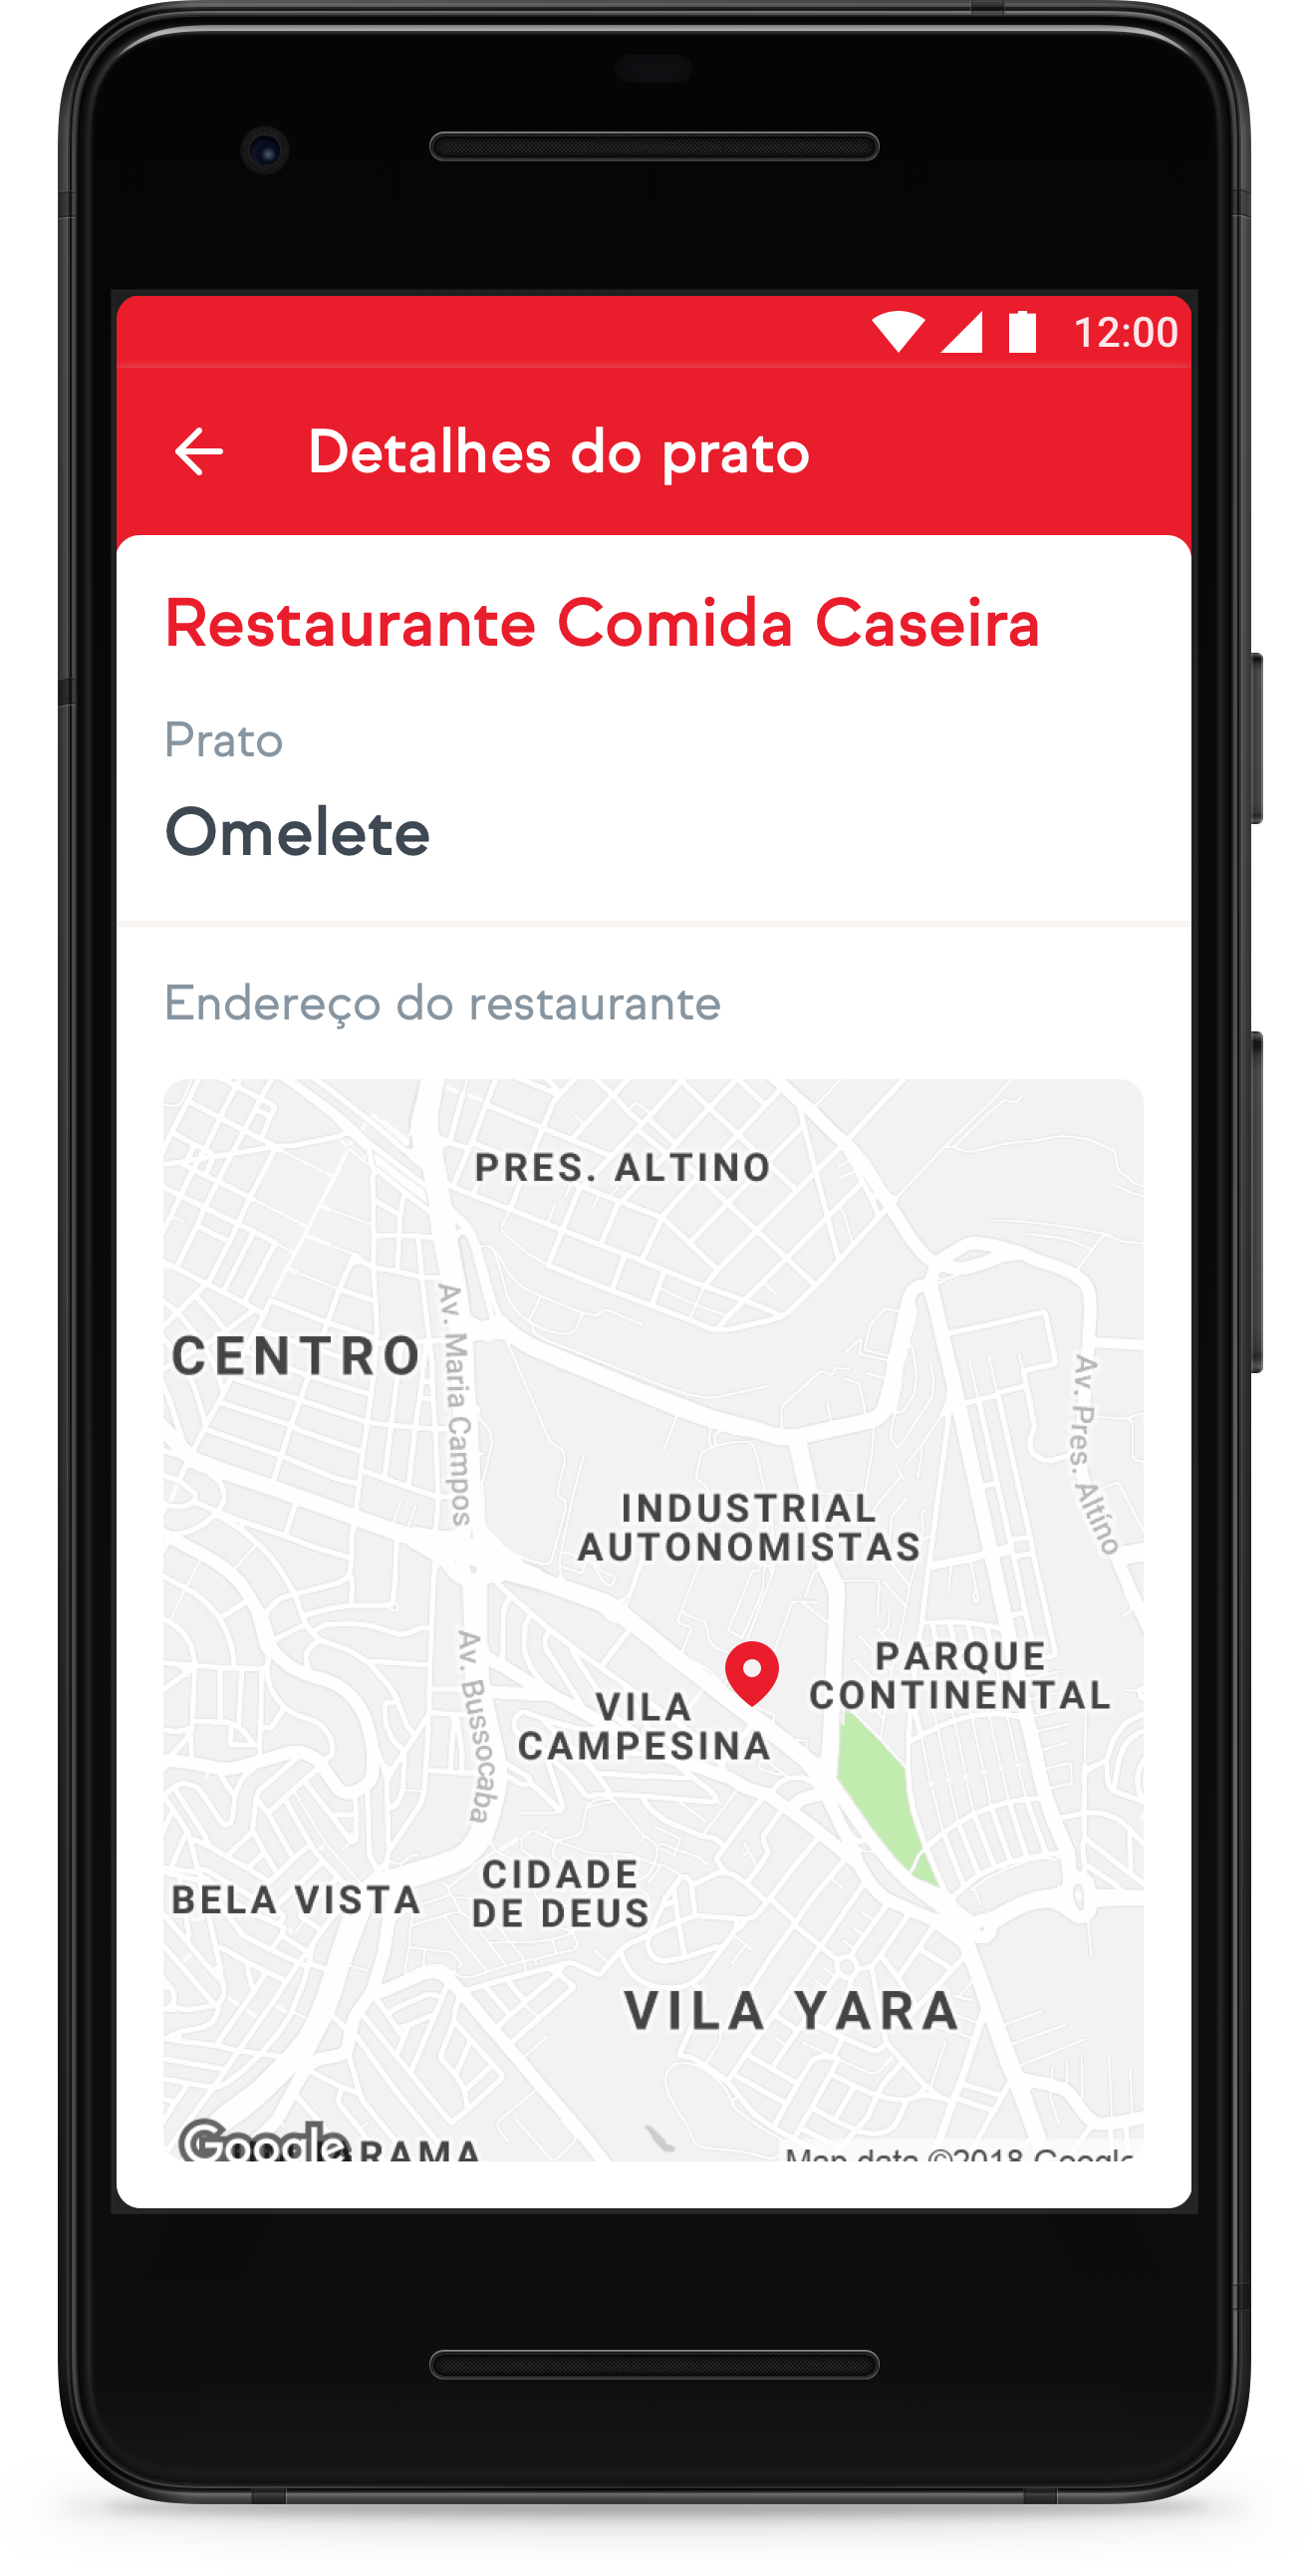 12:00
Detalhes do prato
Restaurante Comida Caseira
Prato
Omelete
Endereço do restaurante
PRES. ALTINO
CENTRO
Av. Maria Campos
Av. Pres. Altino
INDUSTRIAL
AUTONOMISTAS
PARQUE
CONTINENTAL
VILA
CAMPESINA
Av. Bussocaba
CIDADE
DE DEUS
BELA VISTA
VILA YARA
Google
Map data ©2018 Google